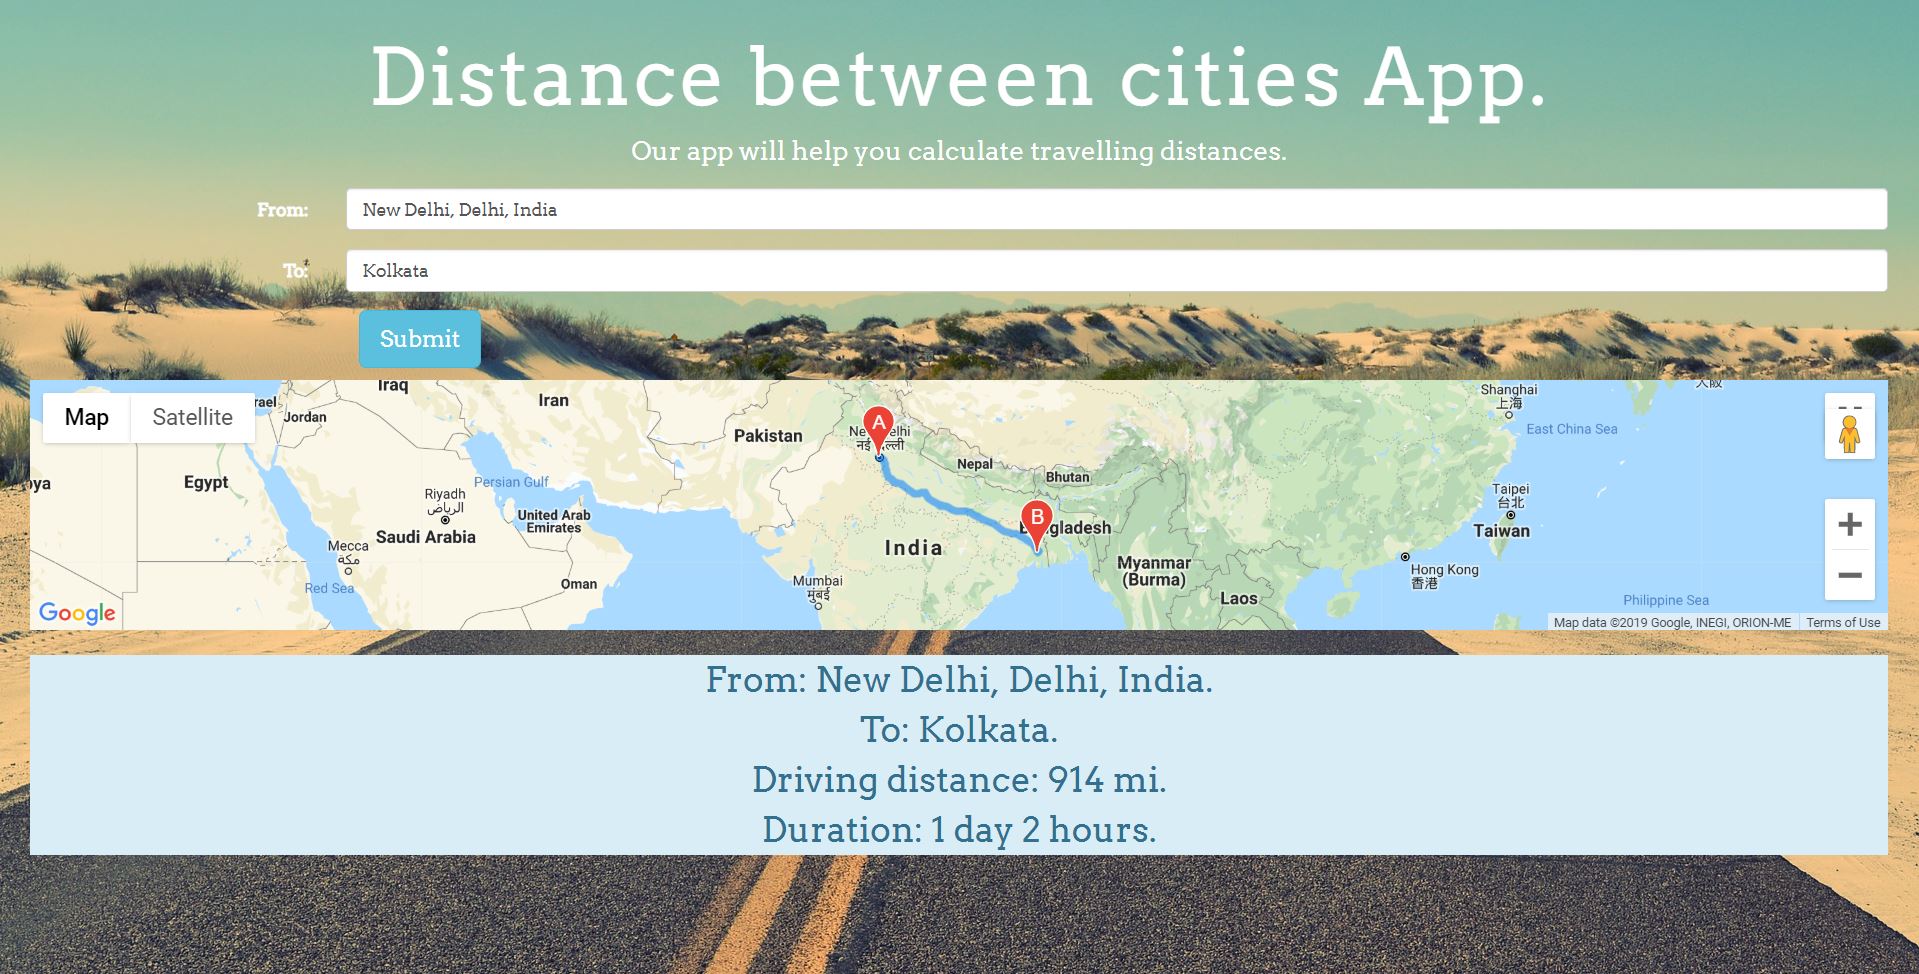 Distance between cities App.
Our app will help you calculate travelling distances.
From:
New Delhi, Delhi, India
To:
Kolkata
Submit
Map
Satellite
rael
Jordan
Iraq
Iran
Pakistan
नई
Nepal
Bhutan
Shanghai
上海
大阪
East China Sea
ya
Egypt
Persian Gulf
Riyadh
الرياض
United Arab
Emirates
Saudi Arabia
Mecca
مكة
Red Sea
Oman
India
Mumbai
मुंबई
A
B
gladesh
Myanmar
(Burma)
Laos
Taipei
台北
Taiwan
Hong Kong
香港
Philippine Sea
Google
Map data ©2019 Google, INEGI, ORION-ME
Terms of Use
From: New Delhi, Delhi, India.
To: Kolkata.
Driving distance: 914 mi.
Duration: 1 day 2 hours.